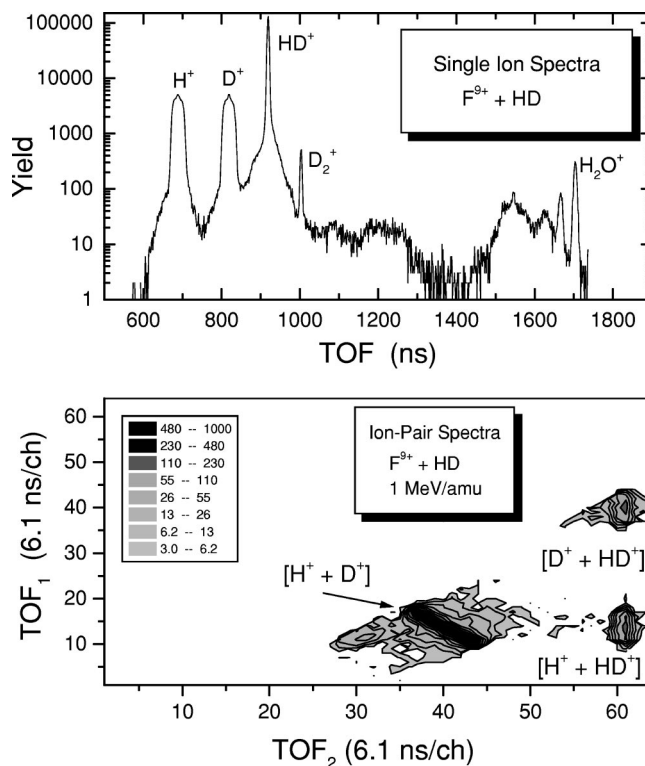 100000
10000
1000
100
10
1
Yield
H+
D+
HD+
D2+
H2O+
Single Ion Spectra
F9+ + HD
600 800 1000 1200 1400 1600 1800
TOF (ns)
60
50
40
30
20
10
TOF1 (6.1 ns/ch)
480 -- 1000
230 -- 480
110 -- 230
55 -- 110
26 -- 55
13 -- 26
6.2 -- 13
3.0 -- 6.2
Ion-Pair Spectra
F9+ + HD
1 MeV/amu
[H+ + D+]
[D+ + HD+]
[H+ + HD+]
10 20 30 40 50 60
TOF2 (6.1 ns/ch)